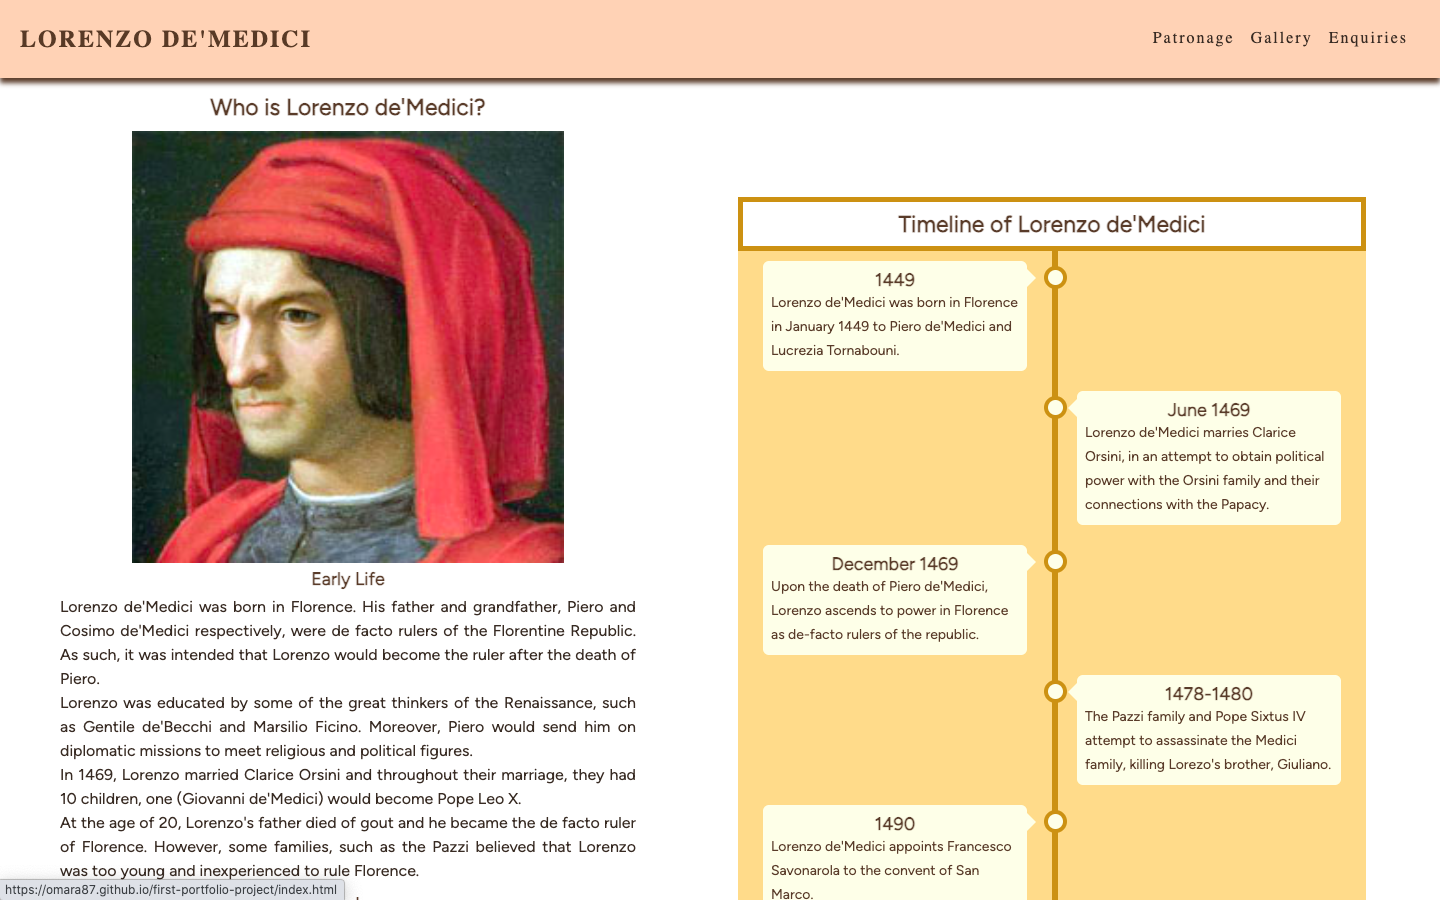 LORENZO DE'MEDICI
Patronage Gallery Enquiries
Who is Lorenzo de'Medici?
Early Life
Lorenzo de'Medici was born in Florence. His father and grandfather, Piero and
Cosimo de'Medici respectively, were de facto rulers of the Florentine Republic.
As such, it was intended that Lorenzo would become the ruler after the death of
Piero.
Lorenzo was educated by some of the great thinkers of the Renaissance, such
as Gentile de'Becchi and Marsilio Ficino. Moreover, Piero would send him on
diplomatic missions to meet religious and political figures.
In 1469, Lorenzo married Clarice Orsini and throughout their marriage, they had
10 children, one (Giovanni de'Medici) would become Pope Leo X.
At the age of 20, Lorenzo's father died of gout and he became the de facto ruler
of Florence. However, some families, such as the Pazzi believed that Lorenzo
was too young and inexperienced to rule Florence.
Timeline of Lorenzo de'Medici
1449
Lorenzo de'Medici was born in Florence
in January 1449 to Piero de'Medici and
Lucrezia Tornabouni.
June 1469
Lorenzo de'Medici marries Clarice
Orsini, in an attempt to obtain political
power with the Orsini family and their
connections with the Papacy.
December 1469
Upon the death of Piero de'Medici,
Lorenzo ascends to power in Florence
as de-facto rulers of the republic.
1478-1480
The Pazzi family and Pope Sixtus IV
attempt to assassinate the Medici
family, killing Lorezo's brother, Giuliano.
1490
Lorenzo de'Medici appoints Francesco
Savonarola to the convent of San
Marco.
https://omara87.github.io/first-portfolio-project/index.html